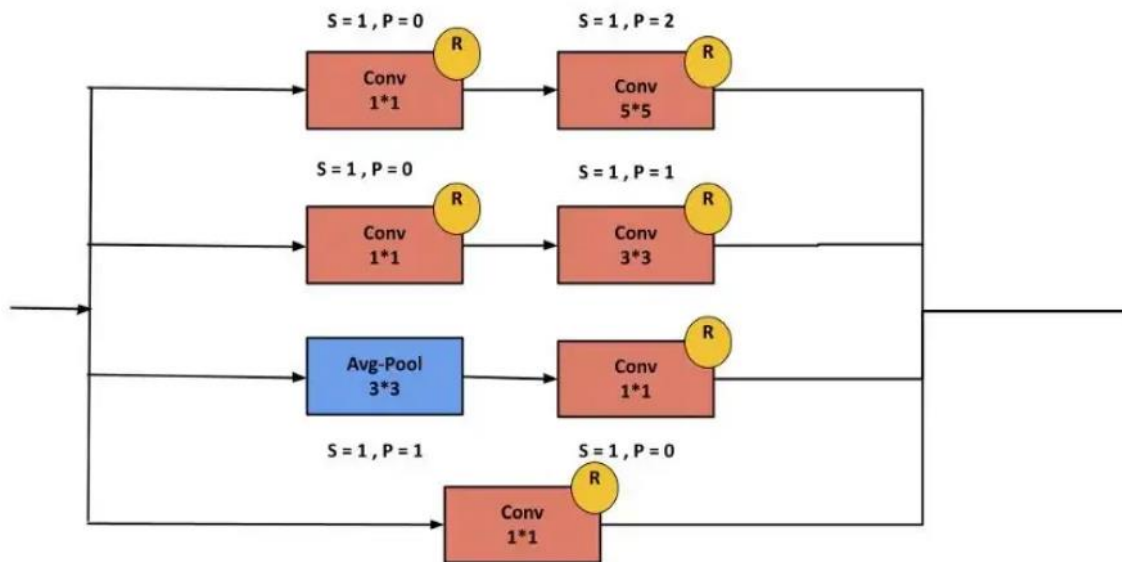 S = 1 , P = 0
S = 1 , P = 2
R
R
Conv
1*1
Conv
5*5
S = 1 , P = 0
S = 1 , P = 1
R
R
Conv
1*1
Conv
3*3
R
Avg-Pool
3*3
Conv
1*1
S = 1 , P = 1
S = 1 , P = 0
R
Conv
1*1